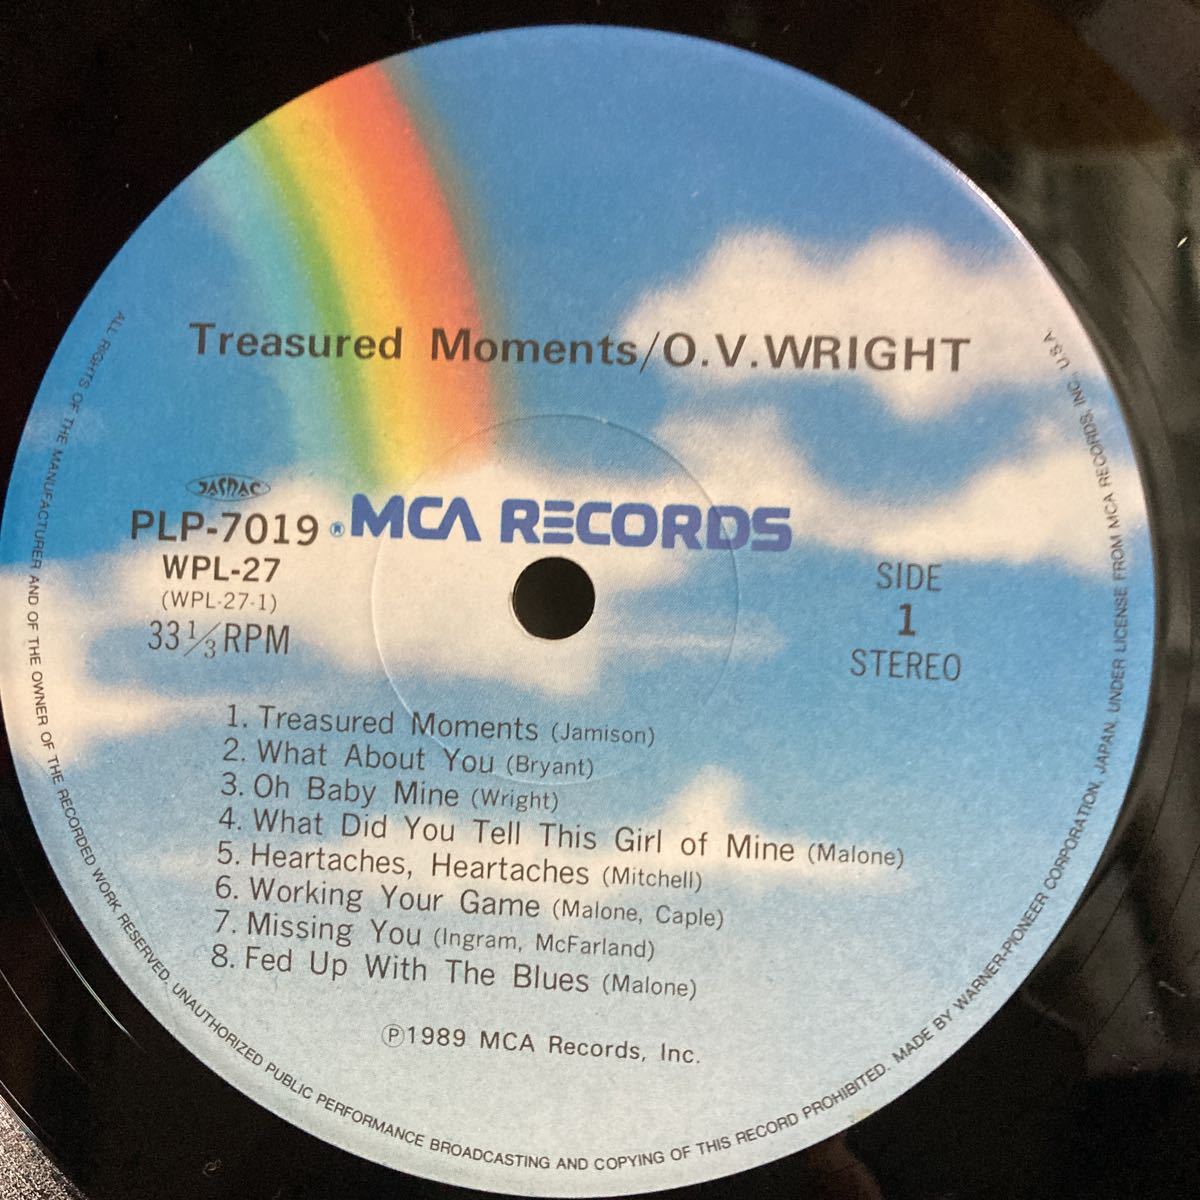 Treasured Moments/O.V.WRIGHT
JASRAC
PLP-7019
® MCA RECORDS
WPL-27
(WPL-27-1)
33 1/3 RPM
SIDE
1
STEREO
1. Treasured Moments (Jamison)
2. What About You (Bryant)
3. Oh Baby Mine (Wright)
4. What Did You Tell This Girl of Mine (Malone)
5. Heartaches, Heartaches (Mitchell)
6. Working Your Game (Malone, Caple)
7. Missing You (Ingram, McFarland)
8. Fed Up With The Blues (Malone)
Ⓟ1989 MCA Records, Inc.
ALL RIGHTS OF THE MANUFACTURER AND OF THE OWNER OF THE RECORDED WORK RESERVED. UNAUTHORIZED PUBLIC PERFORMANCE BROADCASTING AND COPYING OF THIS RECORD PROHIBITED. MADE BY WARNER-PIONEER CORPORATION, JAPAN, UNDER LICENSE FROM MCA RECORDS, INC., U.S.A.